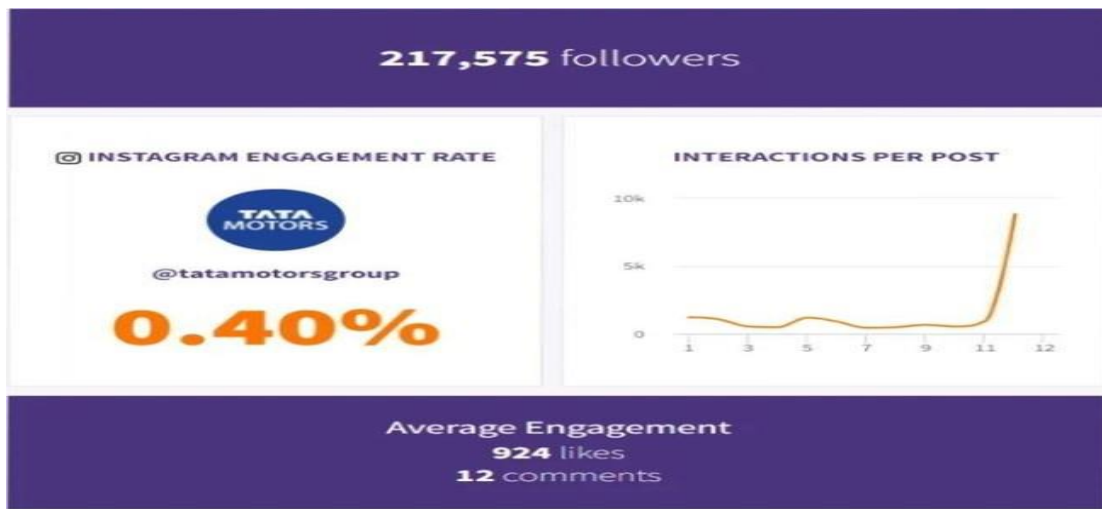 217,575 followers
INSTAGRAM ENGAGEMENT RATE
TATA
MOTORS
@tatamotorsgroup
0.40%
INTERACTIONS PER POST
10k
5k
0
1 3 5 7 9 11 12
Average Engagement
924 likes
12 comments